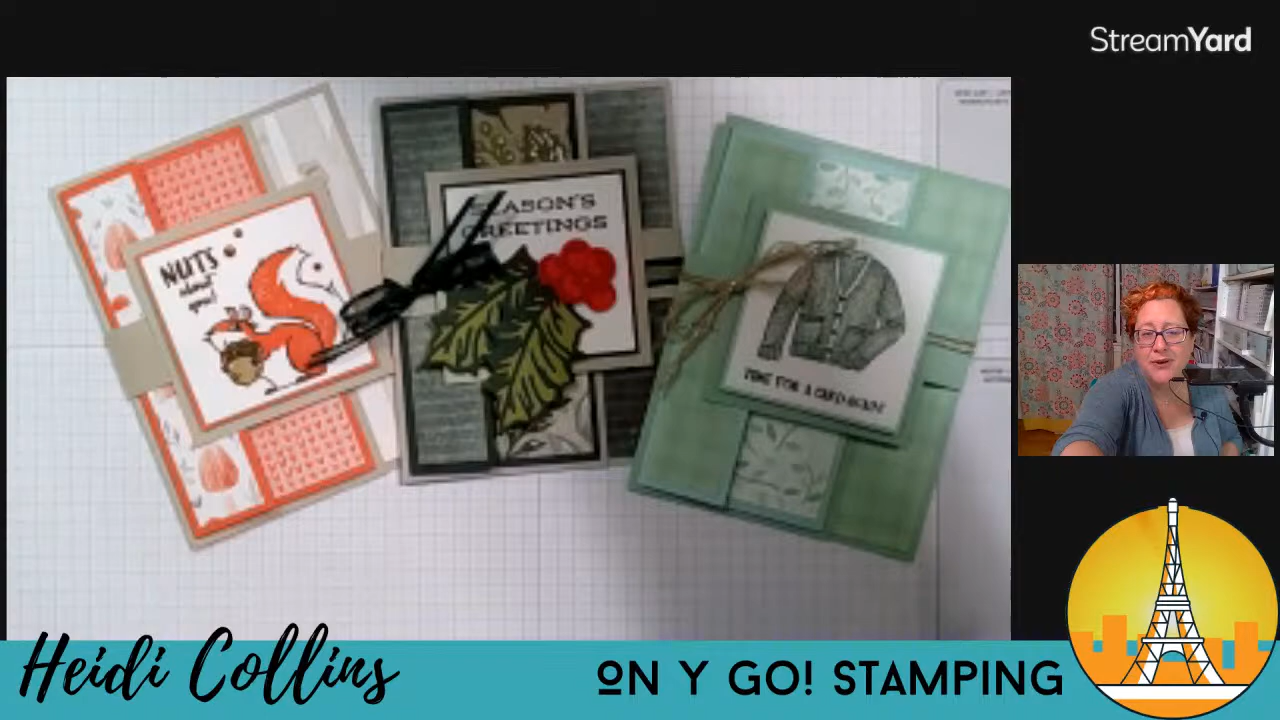 StreamYard
NUTS
about
you!
SEASON'S
GREETINGS
TIME FOR A CARD-IGAN!
Heidi Collins
ON Y GO! STAMPING